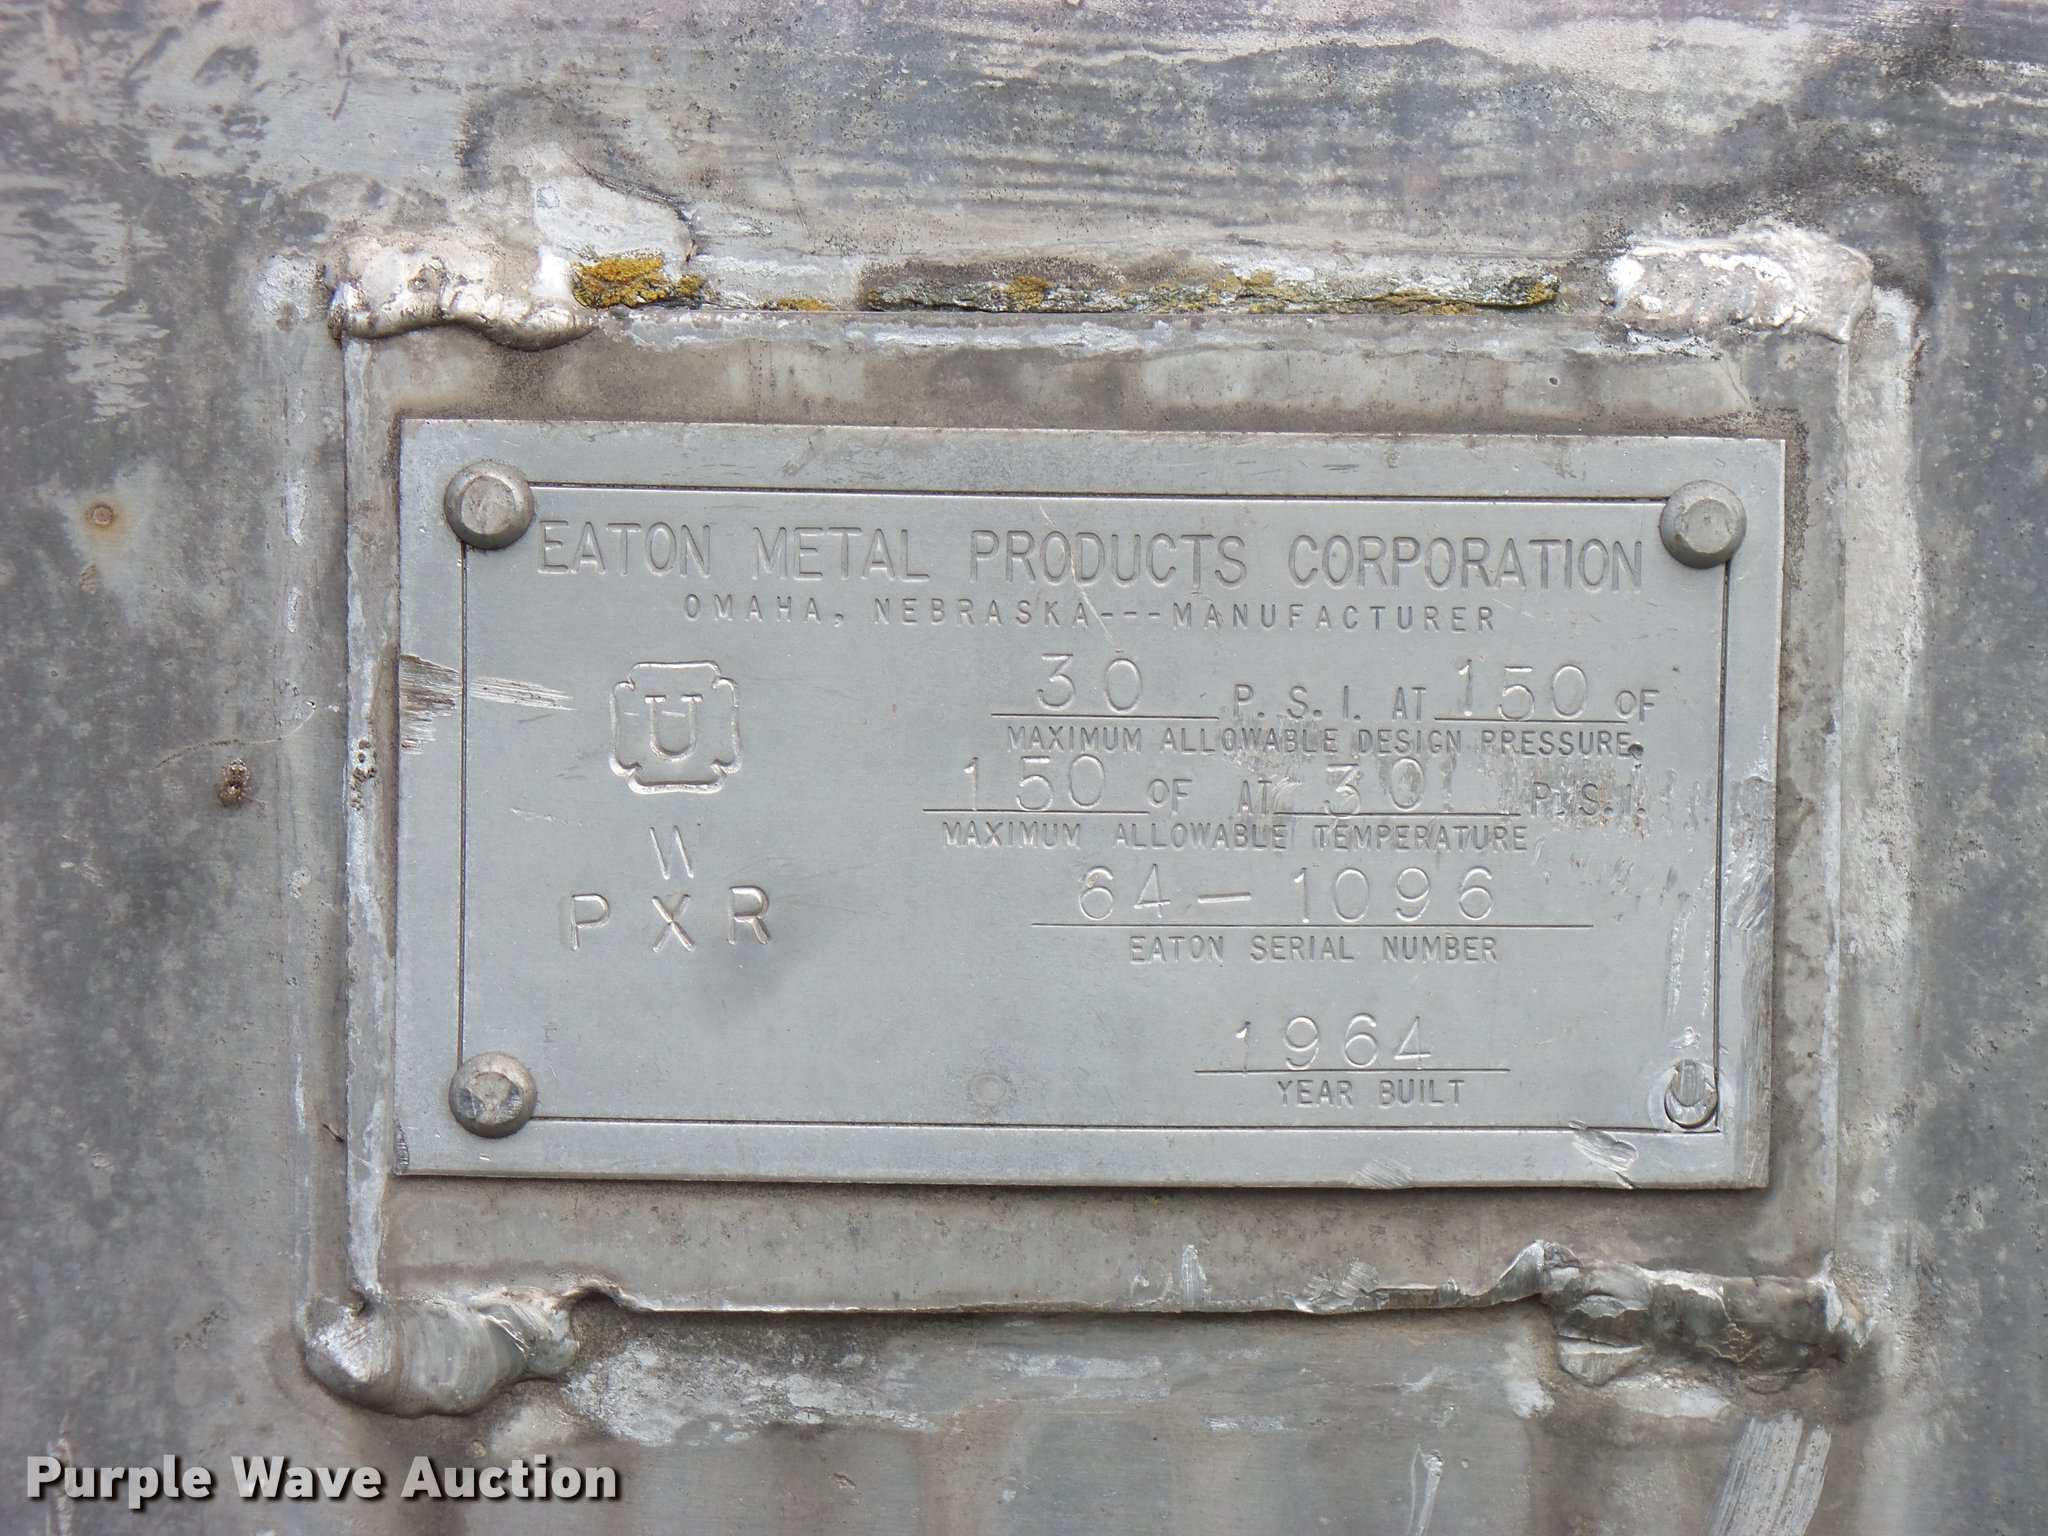 EATON METAL PRODUCTS CORPORATION
OMAHA, NEBRASKA---MANUFACTURER
U
30 P. S. I. AT 150 OF
MAXIMUM ALLOWABLE DESIGN PRESSURE
150 OF AT 30 P. S. I.
MAXIMUM ALLOWABLE TEMPERATURE
W
P X R
64-1096
EATON SERIAL NUMBER
1964
YEAR BUILT
Purple Wave Auction